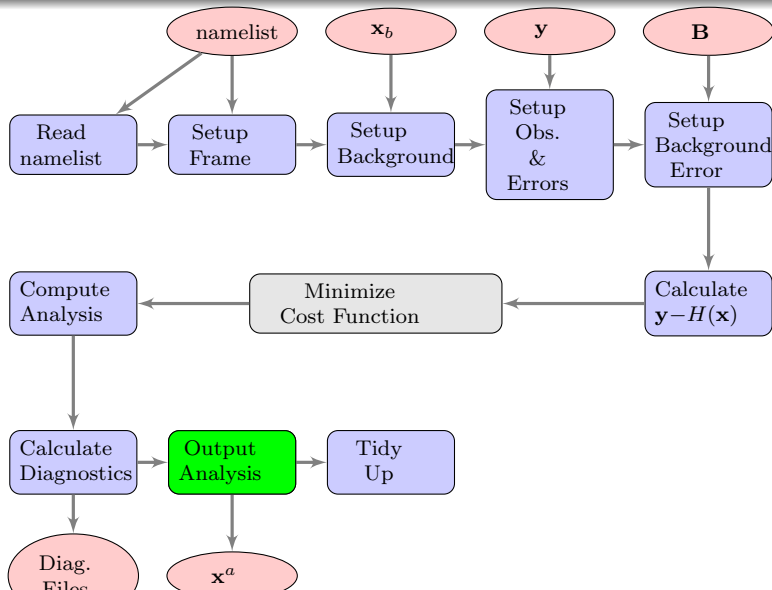 namelist
x_b
y
B
Read
namelist
Setup
Frame
Setup
Background
Setup
Obs.
&
Errors
Setup
Background
Error
Compute
Analysis
Minimize
Cost Function
Calculate
y−H(x)
Calculate
Diagnostics
Output
Analysis
Tidy
Up
Diag.
Files
x^a